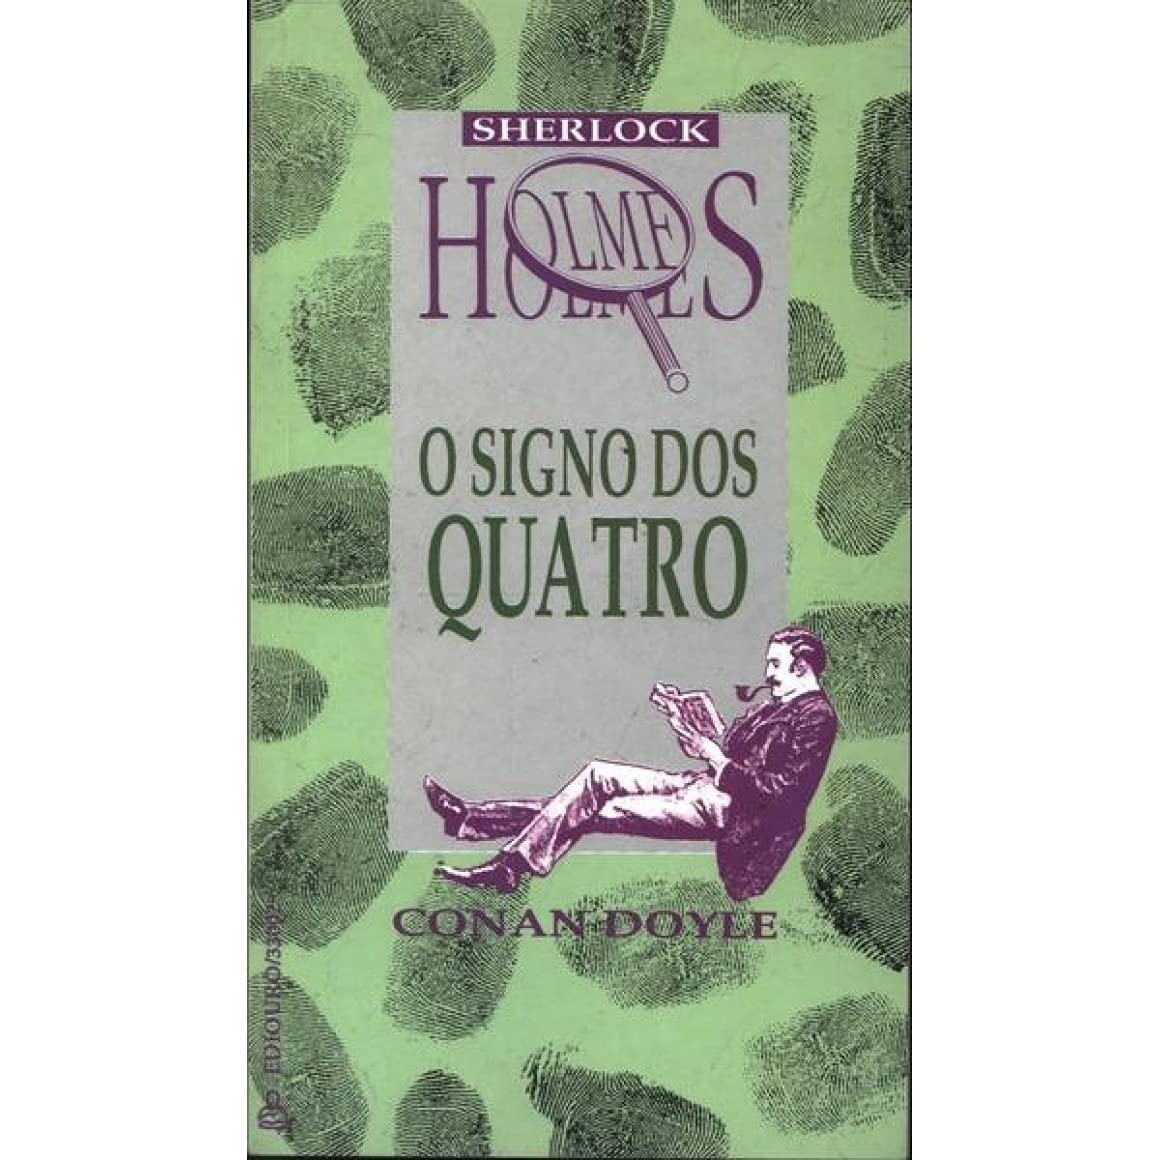 SHERLOCK
HOLMES
O SIGNO DOS
QUATRO
CONAN DOYLE
EDIOURO